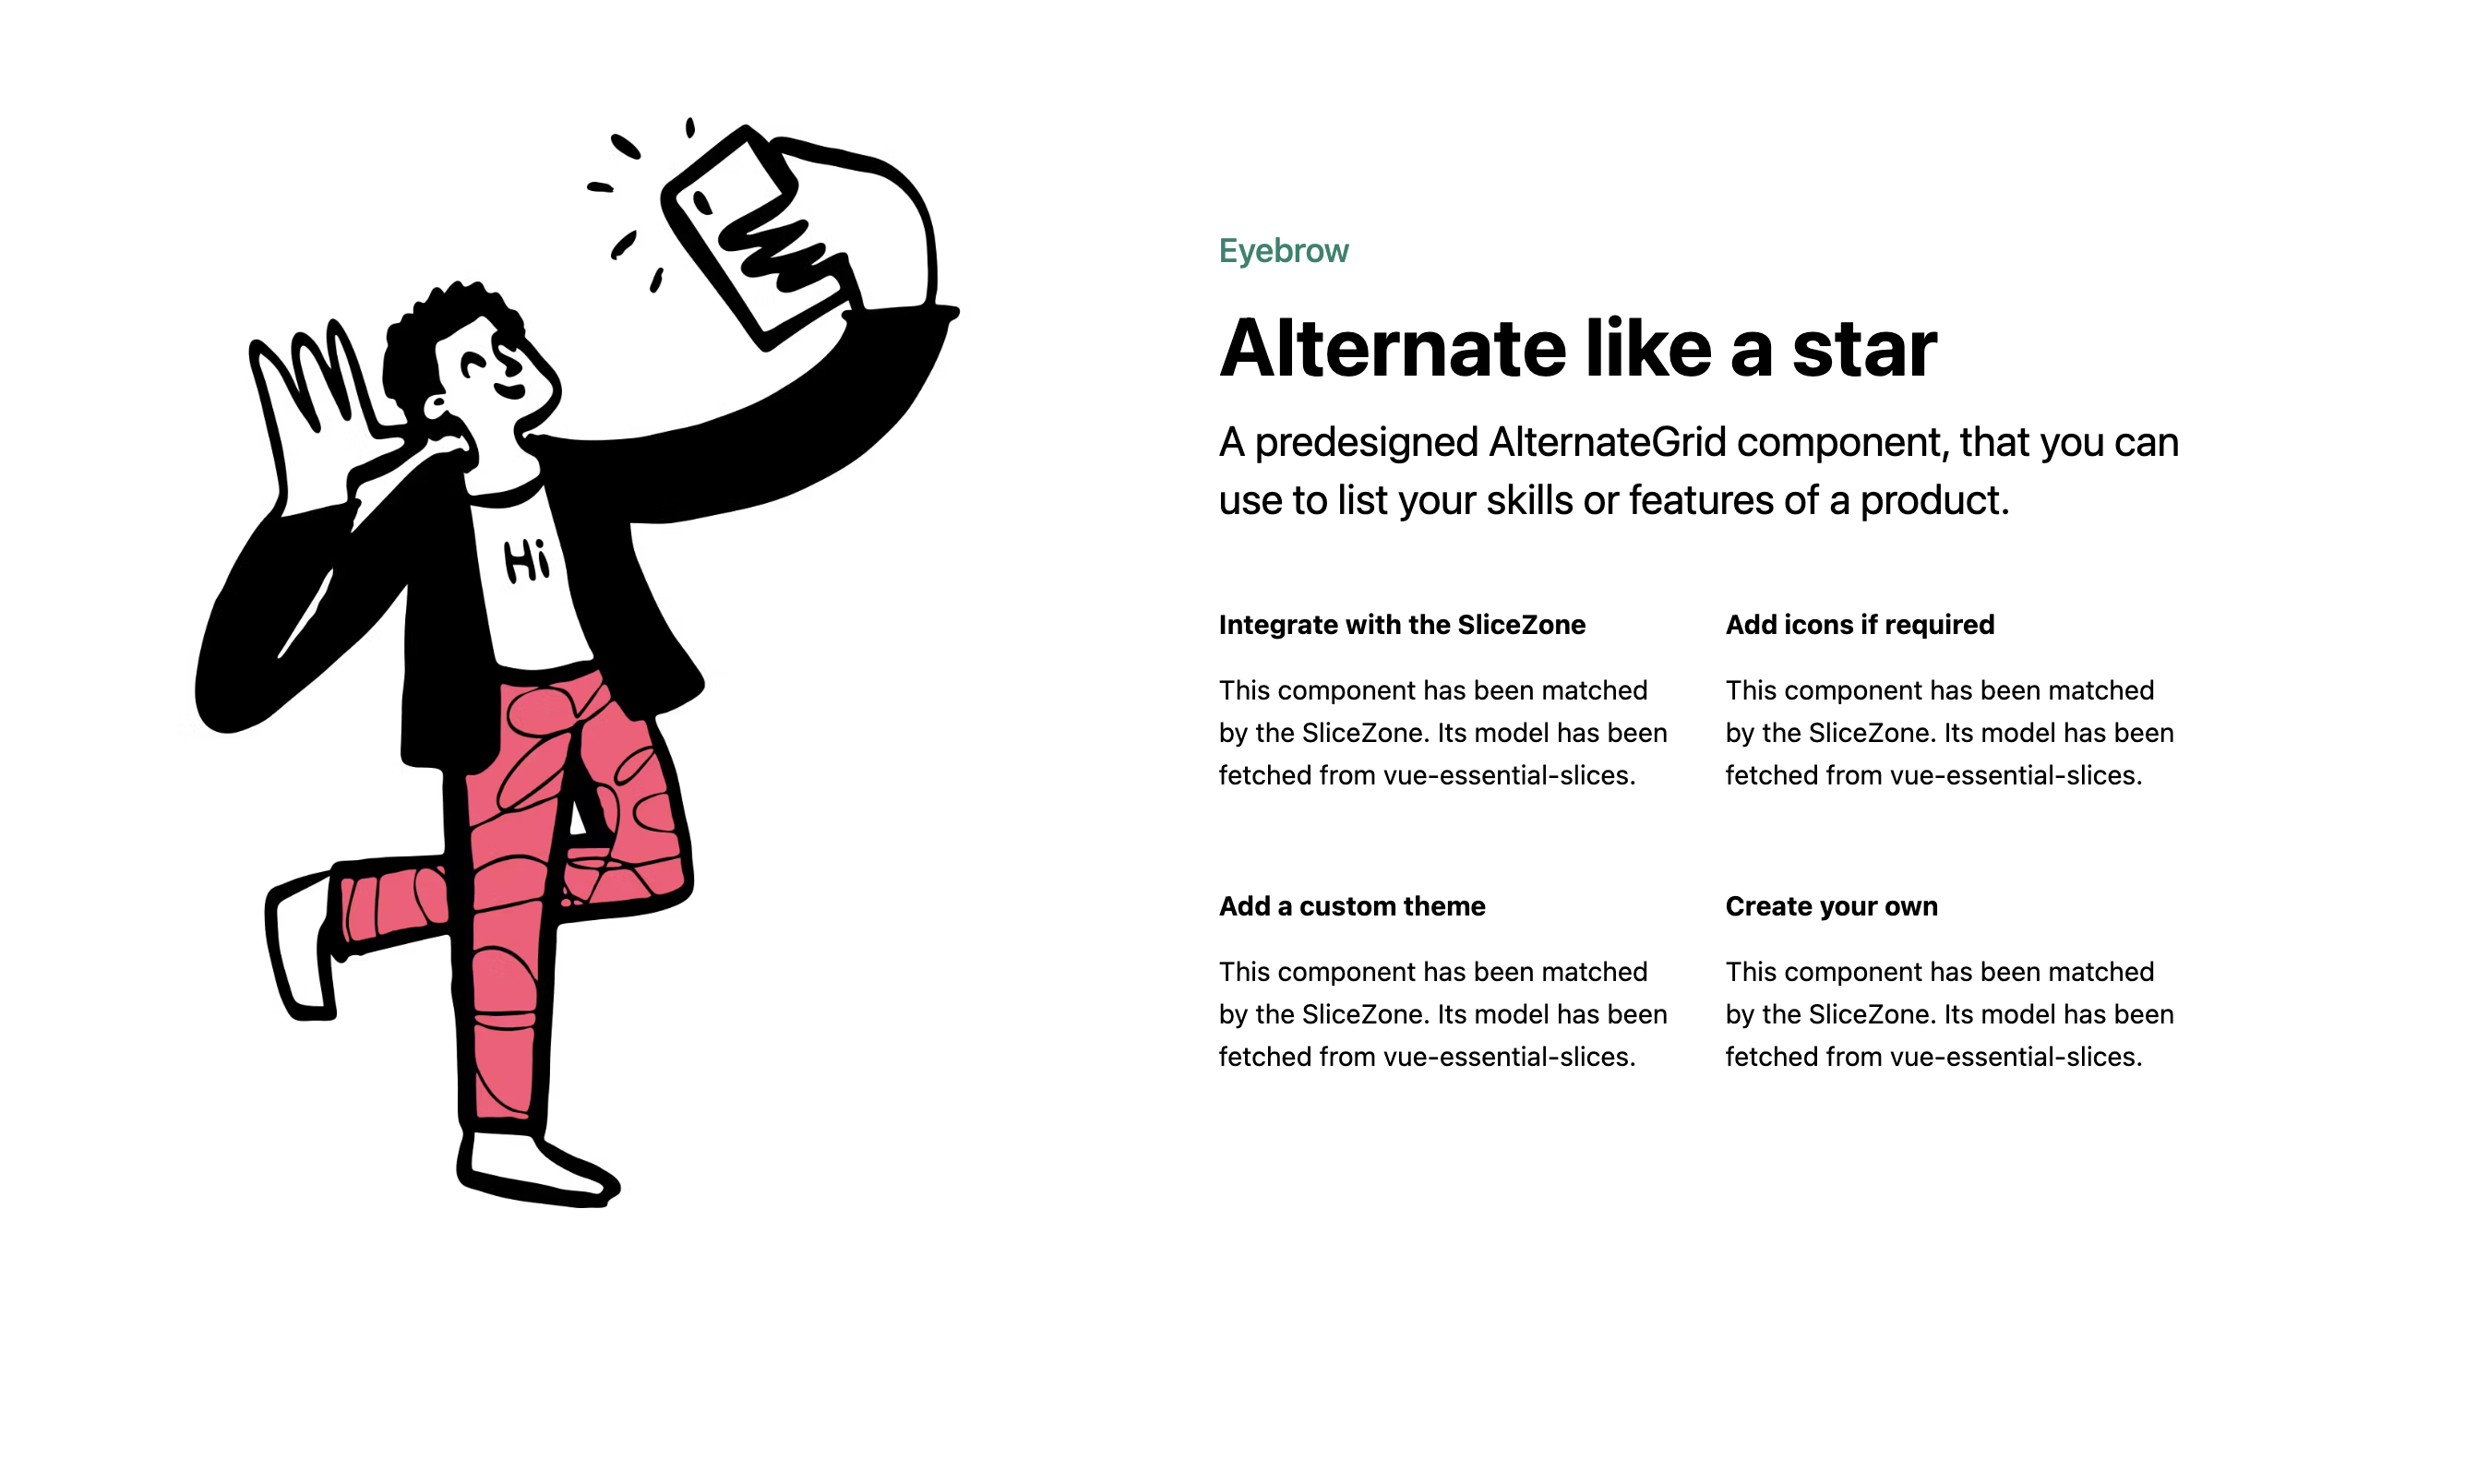 Hi
Eyebrow
Alternate like a star
A predesigned AlternateGrid component, that you can
use to list your skills or features of a product.
Integrate with the SliceZone
This component has been matched
by the SliceZone. Its model has been
fetched from vue-essential-slices.
Add icons if required
This component has been matched
by the SliceZone. Its model has been
fetched from vue-essential-slices.
Add a custom theme
This component has been matched
by the SliceZone. Its model has been
fetched from vue-essential-slices.
Create your own
This component has been matched
by the SliceZone. Its model has been
fetched from vue-essential-slices.